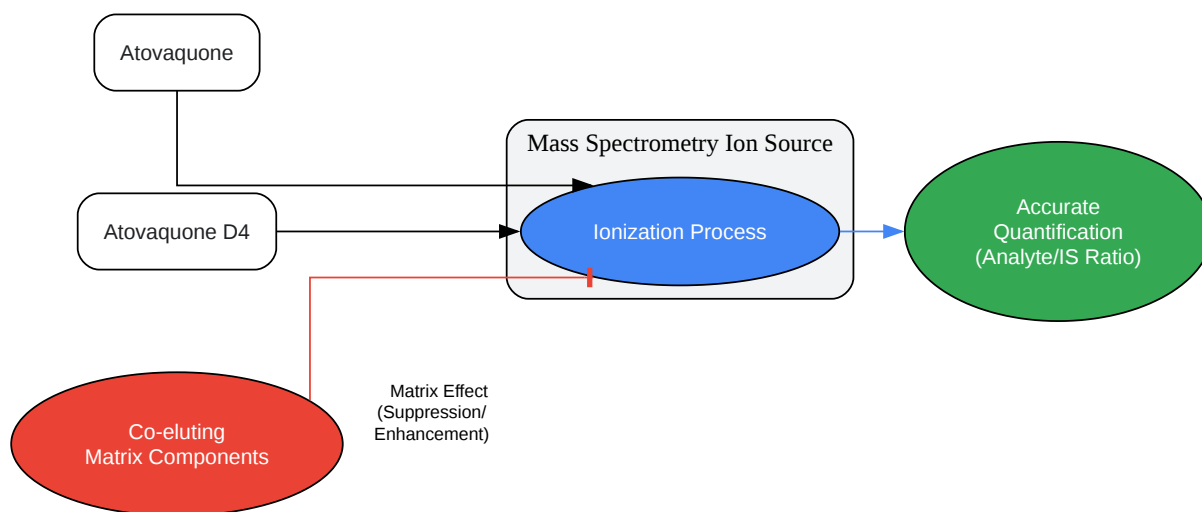 Atovaquone
Mass Spectrometry Ion Source
Atovaquone D4
Ionization Process
Accurate
Quantification
(Analyte/IS Ratio)
Matrix Effect
(Suppression/
Enhancement)
Co-eluting
Matrix Components